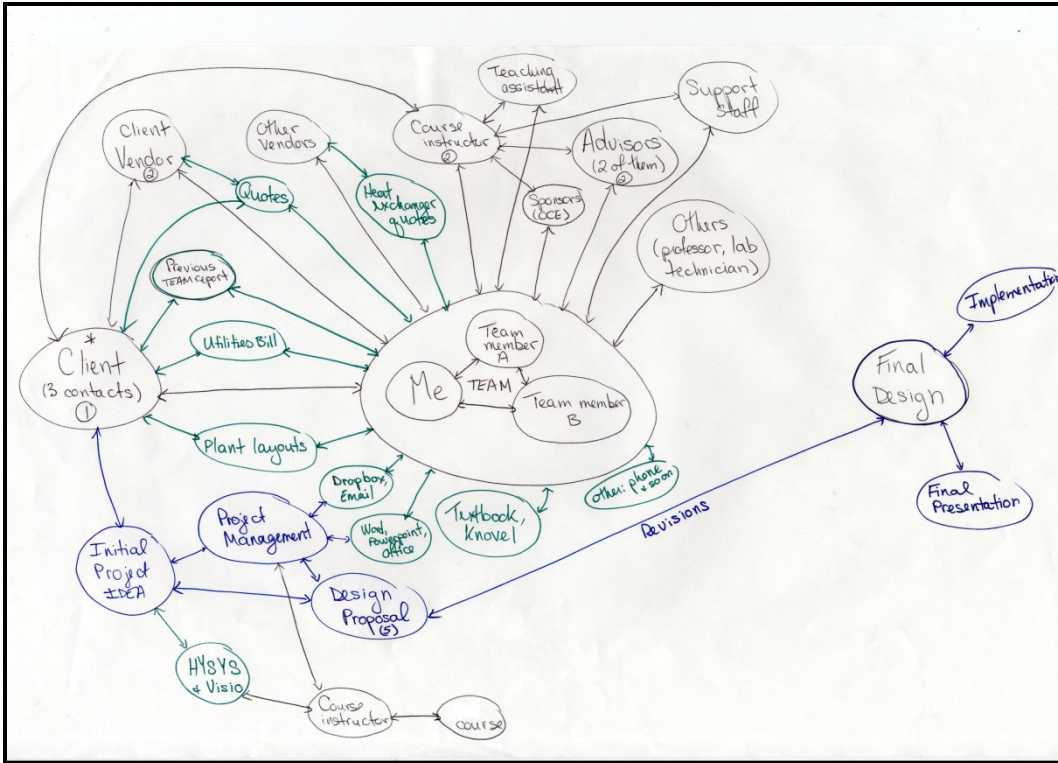 Teaching
assistant
Support
Staff
Client
Vendor
②
Other
vendors
Course
instructor
②
Advisors
(2 of them)
②
Quotes
Heat
exchanger
quotes
Sponsors
(OCE)
Others
(professor, lab
technician)
Previous
TEAM report
Implementation
Utilities Bill
*
Client
(3 contacts)
①
Team
member
A
Me
TEAM
Team member
B
Final
Design
Plant layouts
Dropbox,
Email
Other: phone
& soon
Project
Management
Word,
Powerpoint,
Office
Textbook,
Knovel
Revisions
Final
Presentation
Initial
Project
IDEA
Design
Proposal
(5)
HYSYS
& Visio
Course
instructor
course